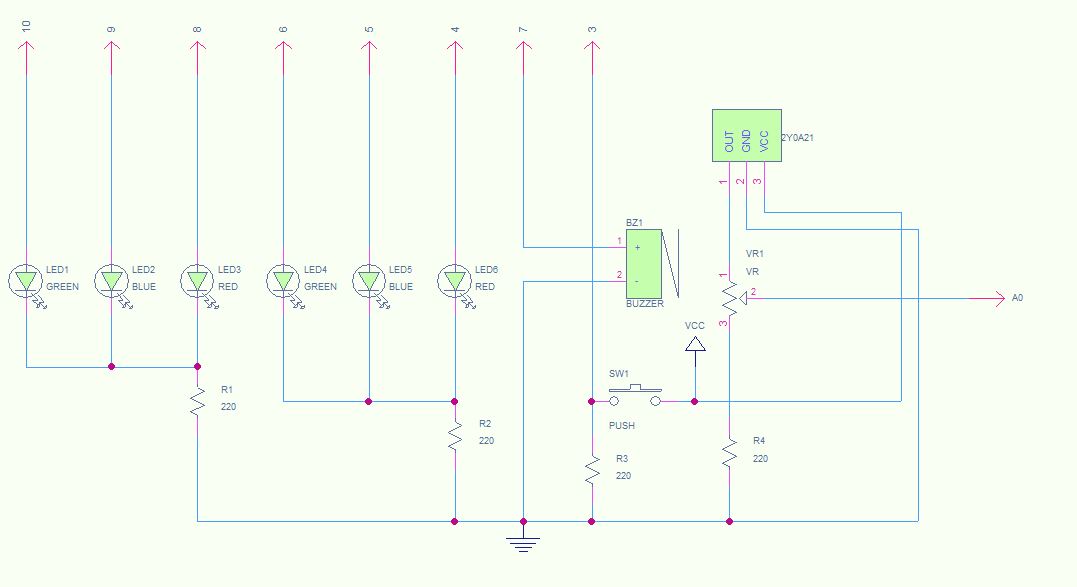 10
9
8
6
5
4
7
3
OUT
GND
VCC
2Y0A21
1
2
3
BZ1
1
+
2
-
BUZZER
VR1
VR
1
2
3
A0
LED1
GREEN
LED2
BLUE
LED3
RED
LED4
GREEN
LED5
BLUE
LED6
RED
VCC
SW1
PUSH
R1
220
R2
220
R3
220
R4
220